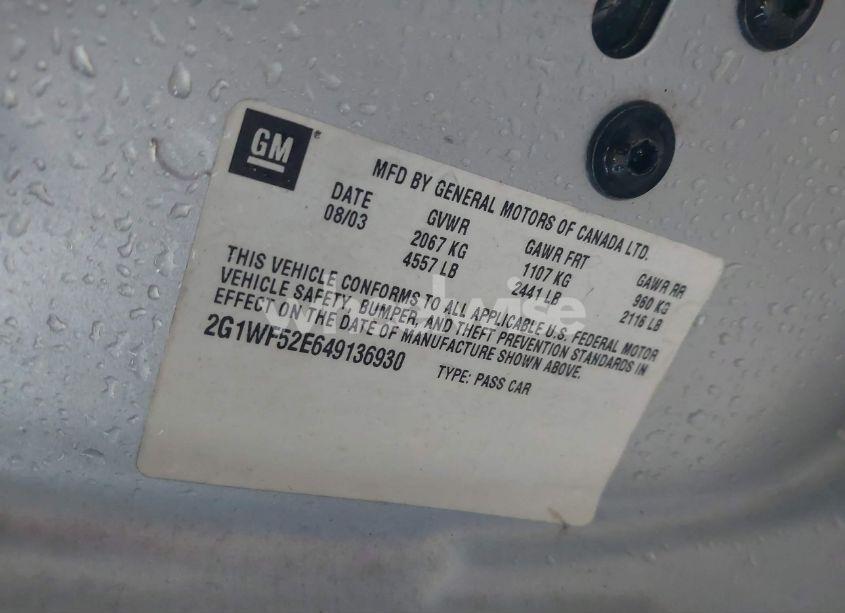 GM
MFD BY GENERAL MOTORS OF CANADA LTD.
DATE GVWR GAWR FRT GAWR RR
08/03 2067 KG 1107 KG 960 KG
4557 LB 2441 LB 2116 LB
THIS VEHICLE CONFORMS TO ALL APPLICABLE U.S. FEDERAL MOTOR
VEHICLE SAFETY, BUMPER, AND THEFT PREVENTION STANDARDS IN
EFFECT ON THE DATE OF MANUFACTURE SHOWN ABOVE.
2G1WF52E649136930 TYPE: PASS CAR